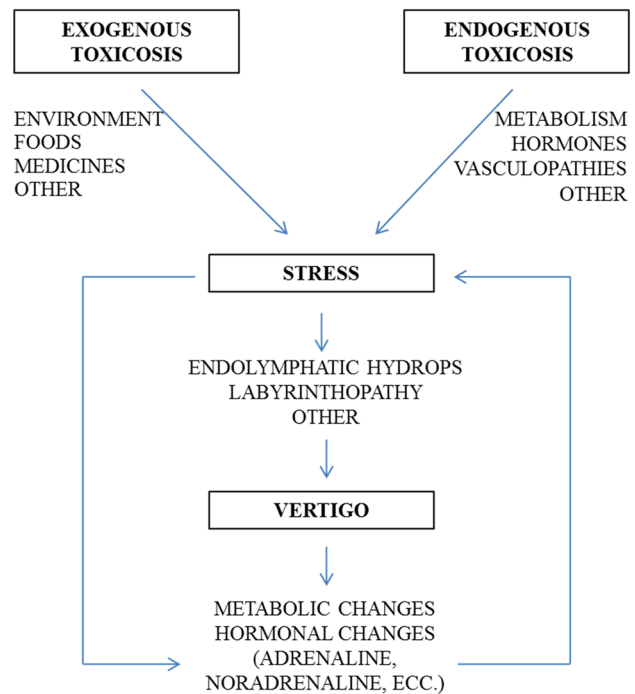 EXOGENOUS
TOXICOSIS
ENDOGENOUS
TOXICOSIS
ENVIRONMENT
FOODS
MEDICINES
OTHER
METABOLISM
HORMONES
VASCULOPATHIES
OTHER
STRESS
ENDOLYMPHATIC HYDROPS
LABYRINTHOPATHY
OTHER
VERTIGO
METABOLIC CHANGES
HORMONAL CHANGES
(ADRENALINE,
NORADRENALINE, ECC.)